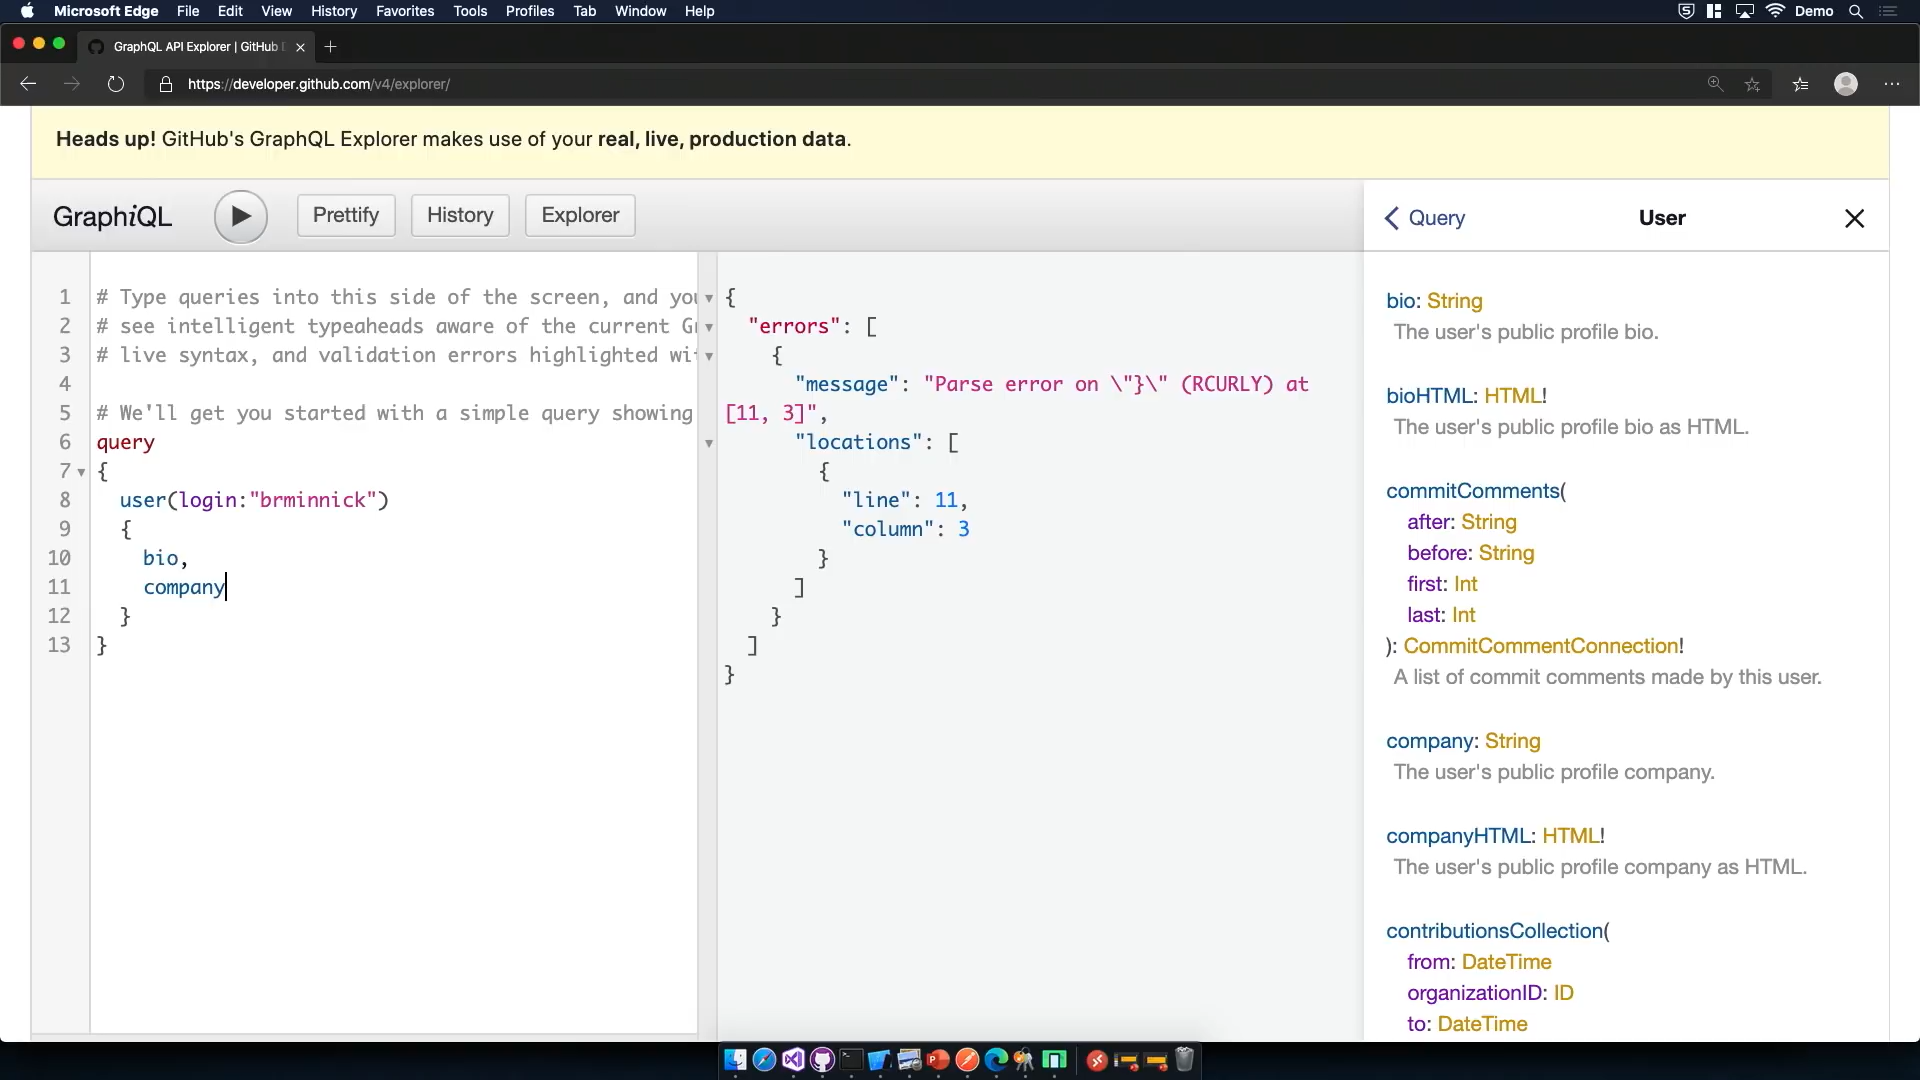 Microsoft Edge File Edit View History Favorites Tools Profiles Tab Window Help Demo
GraphQL API Explorer | GitHub
https://developer.github.com/v4/explorer/
Heads up! GitHub's GraphQL Explorer makes use of your real, live, production data.
GraphiQL Prettify History Explorer
1 # Type queries into this side of the screen, and you
2 # see intelligent typeaheads aware of the current
3 # live syntax, and validation errors highlighted
4
5 # We'll get you started with a simple query showing
6 query
7 {
8 user(login:"brminnick")
9 {
10 bio,
11 company
12 }
13 }
{
"errors": [
{
"message": "Parse error on \"}\" (RCURLY) at
[11, 3]",
"locations": [
{
"line": 11,
"column": 3
}
]
}
]
}
Query User
bio: String
The user's public profile bio.
bioHTML: HTML!
The user's public profile bio as HTML.
commitComments(
after: String
before: String
first: Int
last: Int
): CommitCommentConnection!
A list of commit comments made by this user.
company: String
The user's public profile company.
companyHTML: HTML!
The user's public profile company as HTML.
contributionsCollection(
from: DateTime
organizationID: ID
to: DateTime